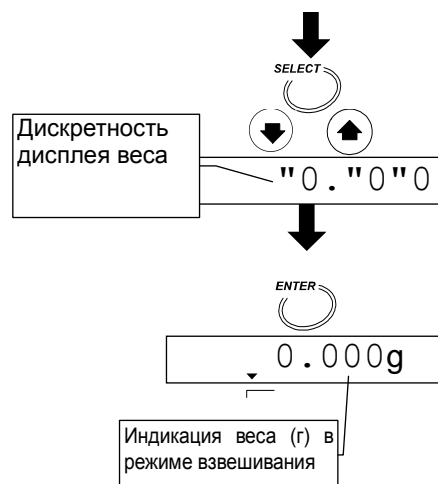 SELECT
Дискретность
дисплея веса
"0."0"0
ENTER
0.000g
Индикация веса (г) в
режиме взвешивания